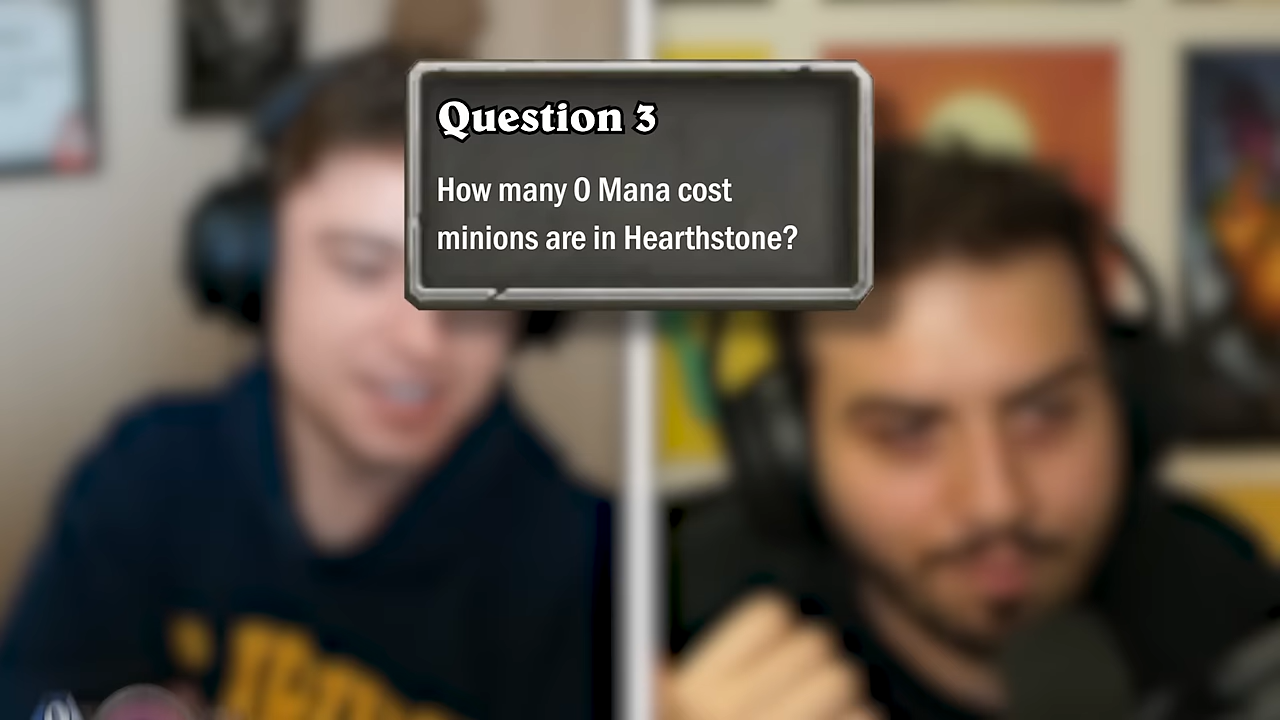 Question 3
How many 0 Mana cost
minions are in Hearthstone?